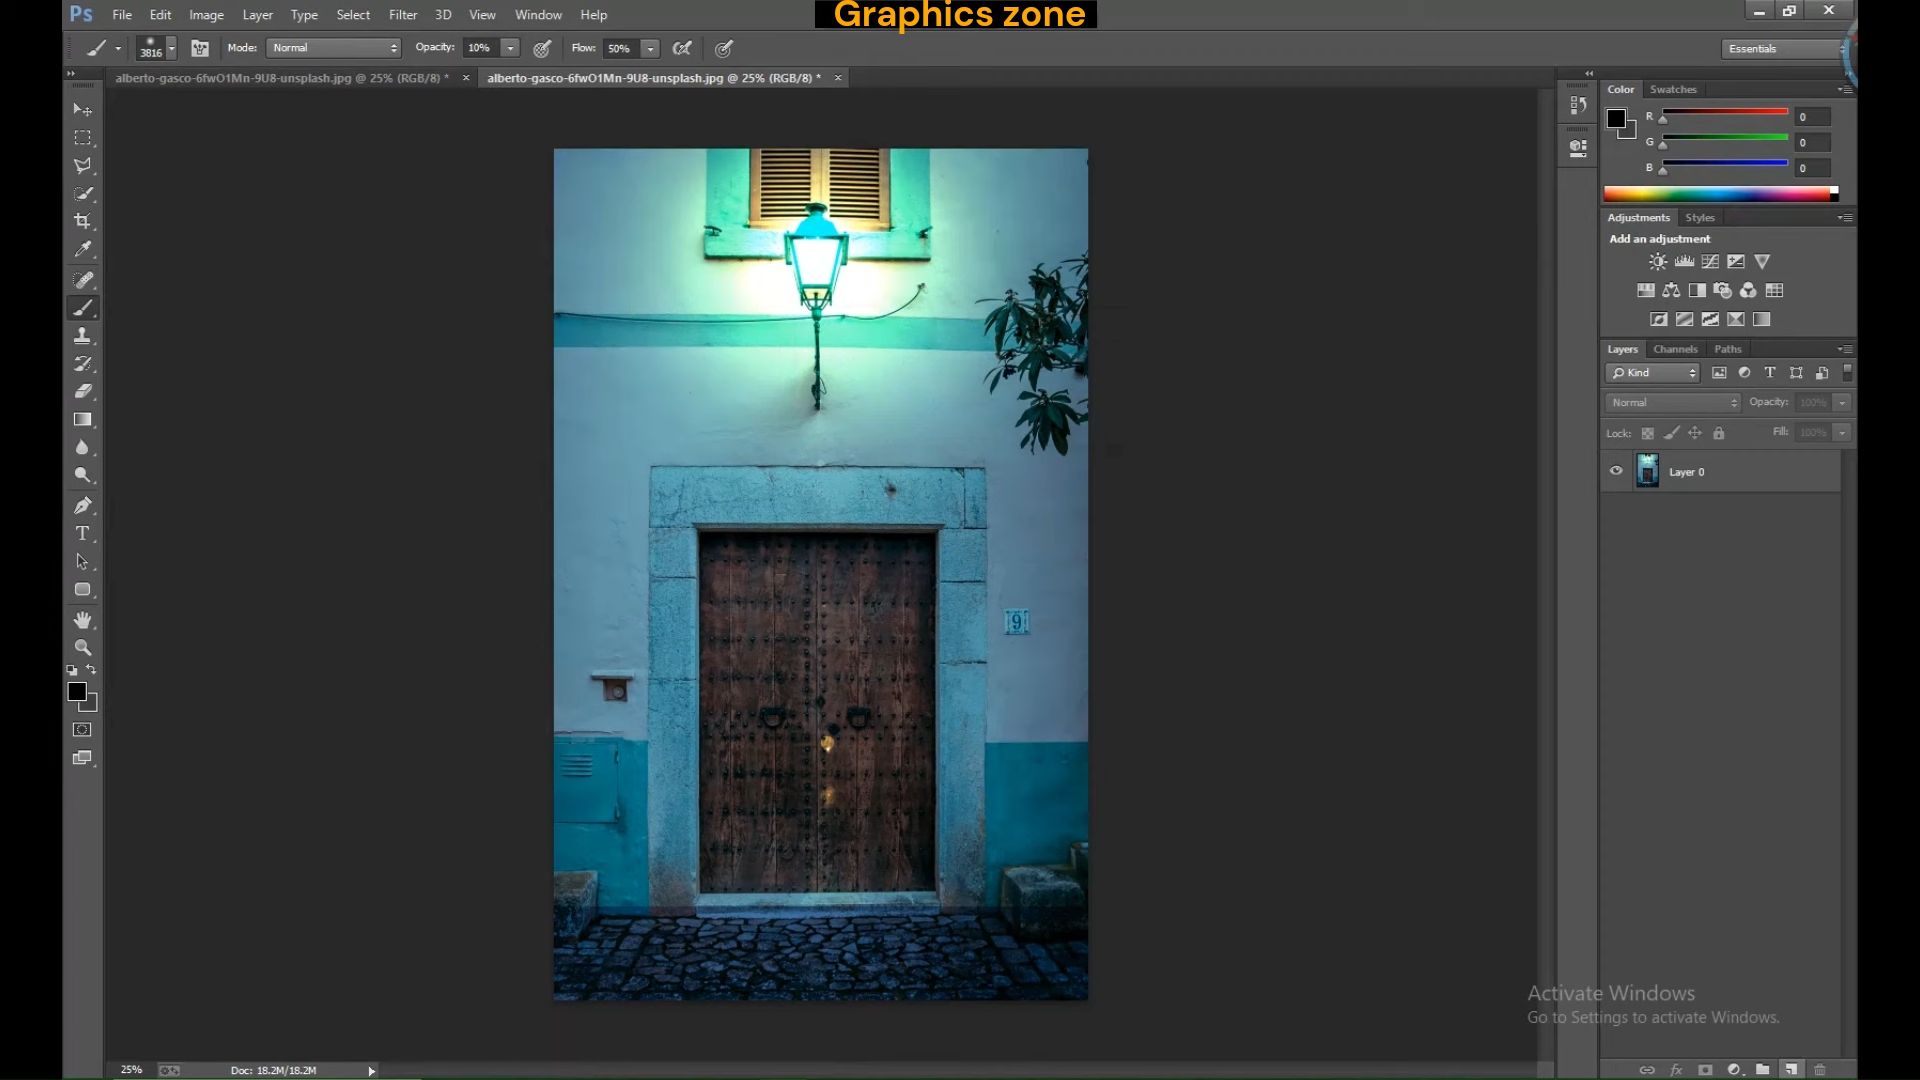 Graphics zone
Ps File Edit Image Layer Type Select Filter 3D View Window Help
3816 Mode: Normal Opacity: 10% Flow: 50% Essentials
alberto-gasco-6fwO1Mn-9U8-unsplash.jpg @ 25% (RGB/8) * × alberto-gasco-6fwO1Mn-9U8-unsplash.jpg @ 25% (RGB/8) * ×
Color Swatches
R 0
G 0
B 0
Adjustments Styles
Add an adjustment
Layers Channels Paths
Kind
Normal Opacity: 100%
Lock: Fill: 100%
Layer 0
9
Activate Windows
Go to Settings to activate Windows.
25% Doc: 18.2M/18.2M
fx